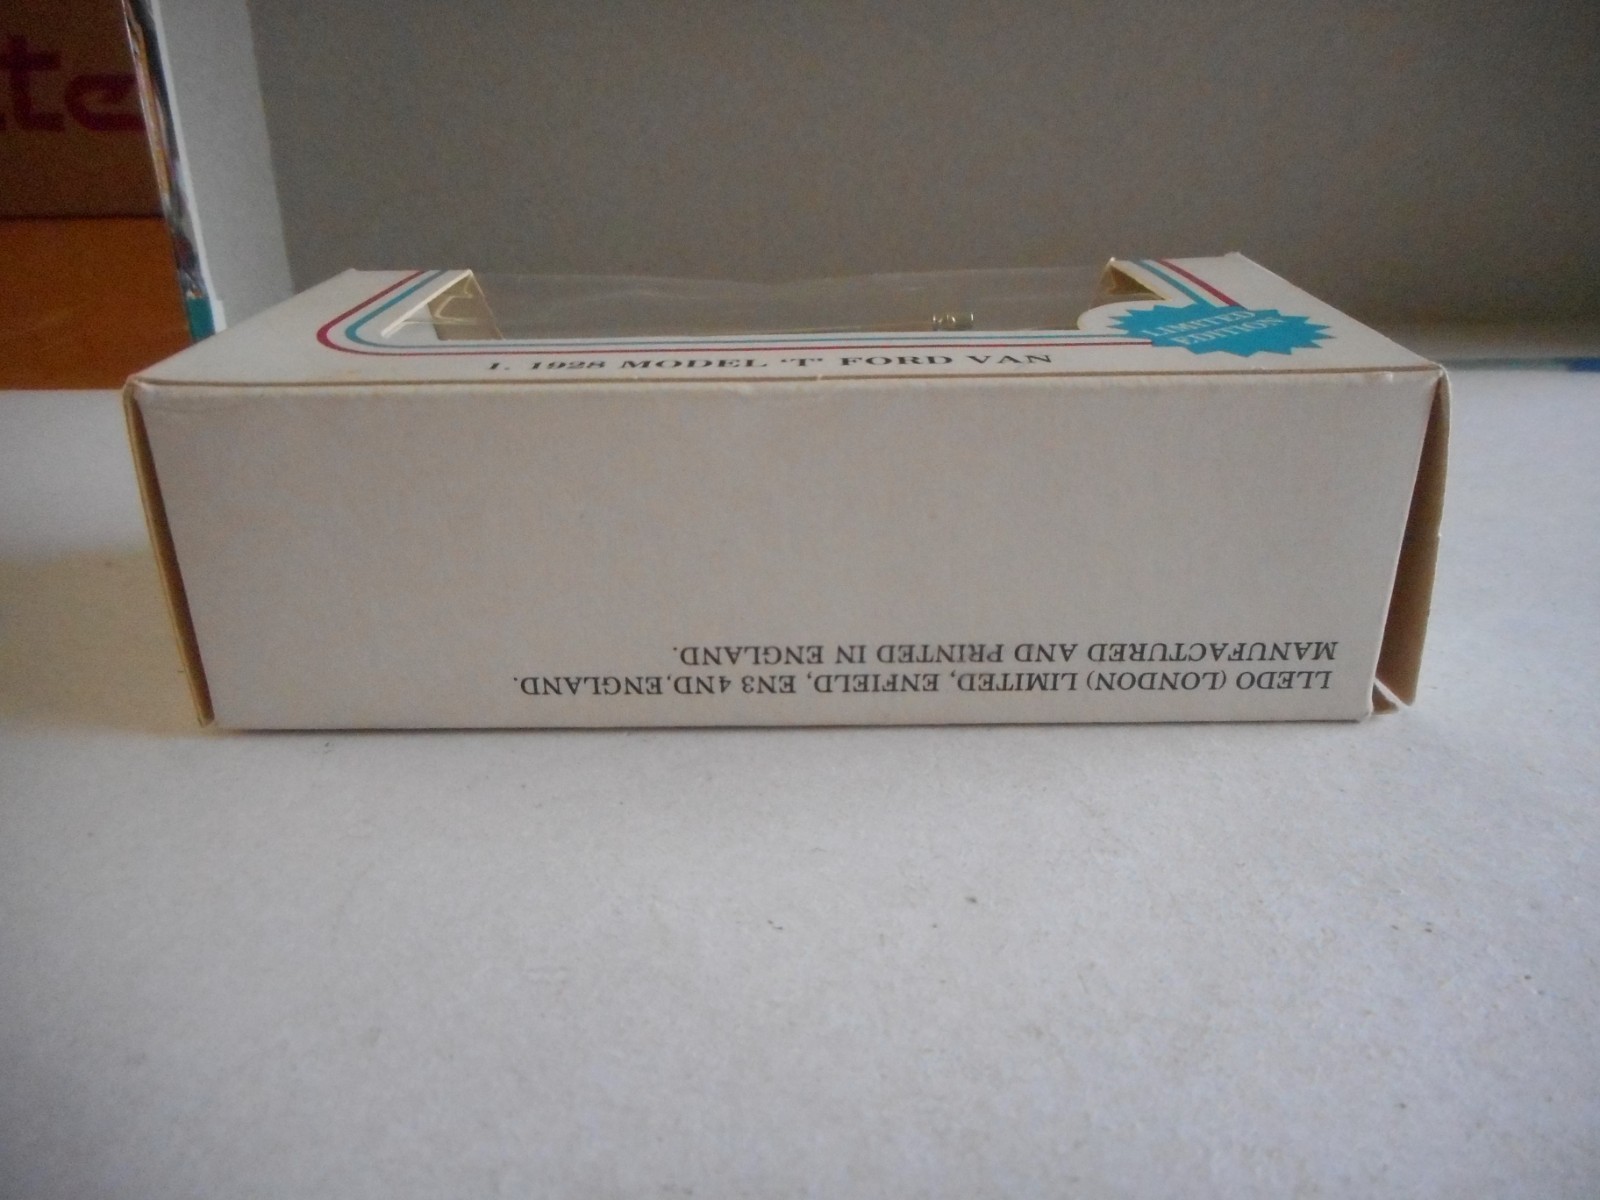 LIMITED
EDITION
1. 1928 MODEL 'T' FORD VAN
LLEDO (LONDON) LIMITED, ENFIELD, EN3 4ND, ENGLAND.
MANUFACTURED AND PRINTED IN ENGLAND.